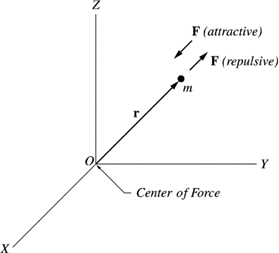 Z
F (attractive)
F (repulsive)
m
r
O
Y
Center of Force
X